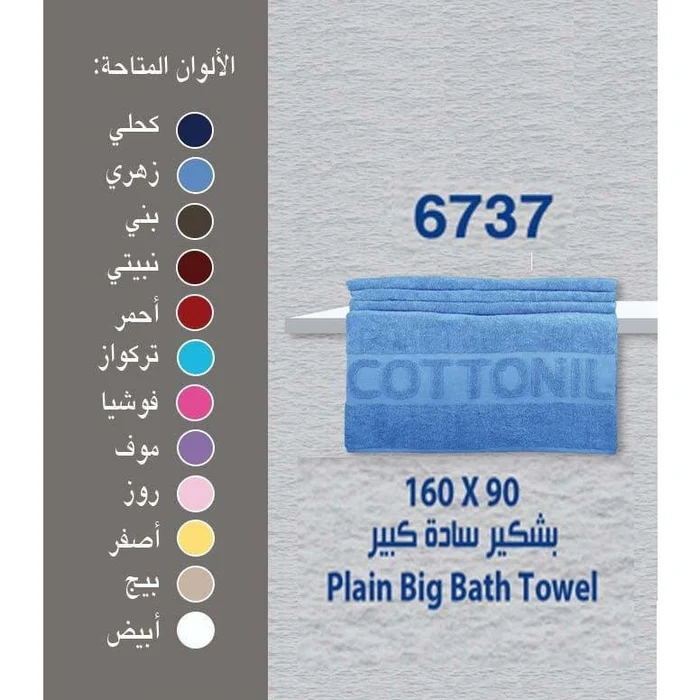 الألوان المتاحة:
كحلي
زهري
بني
نبيتي
أحمر
تركواز
فوشيا
موف
روز
أصفر
بيج
أبيض
6737
COTTONIL
160 X 90
بشكير سادة كبير
Plain Big Bath Towel